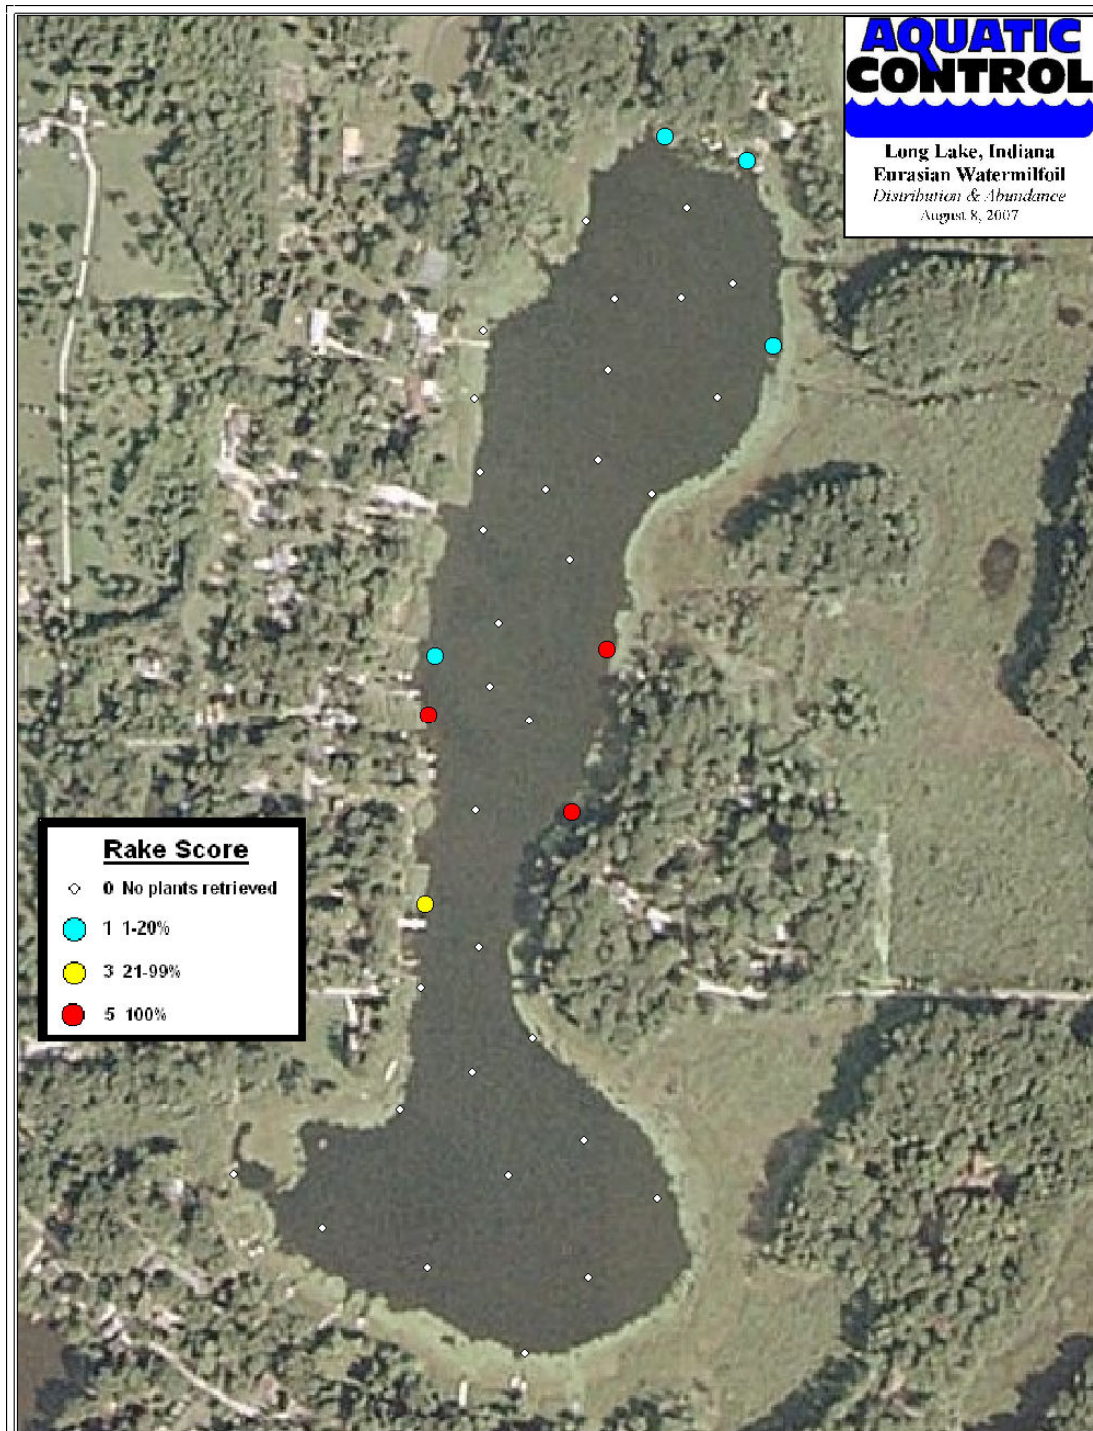 AQUATIC
CONTROL
Long Lake, Indiana
Eurasian Watermilfoil
Distribution & Abundance
August 8, 2007
Rake Score
0 No plants retrieved
1 1-20%
3 21-99%
5 100%